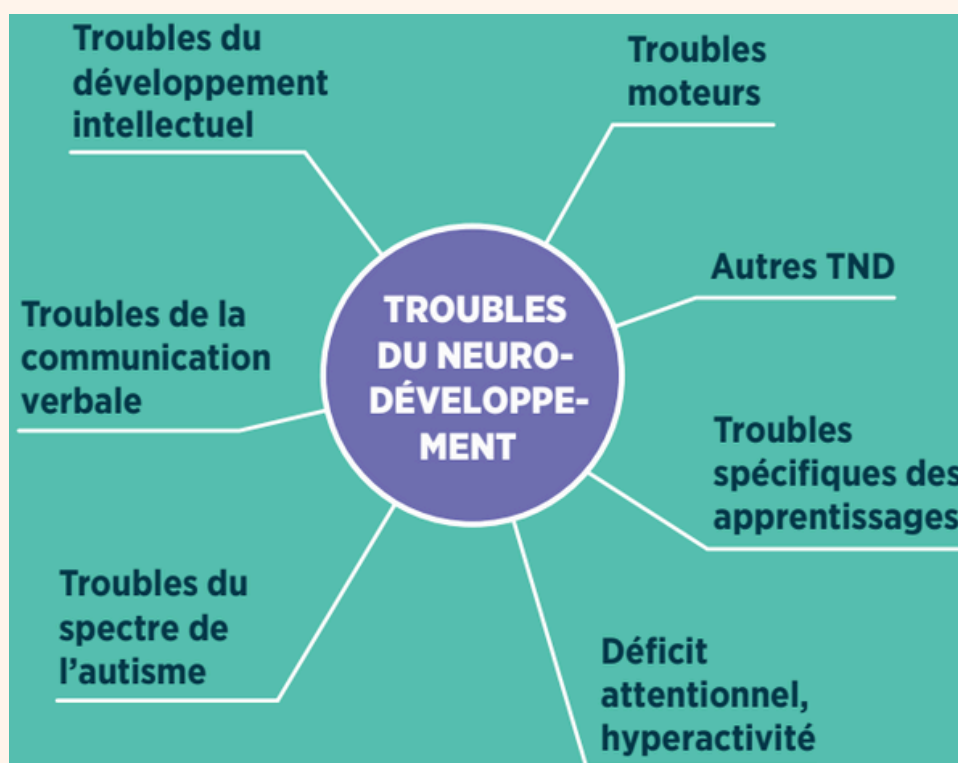 Troubles du
développement
intellectuel
Troubles
moteurs
Autres TND
Troubles de la
communication
verbale
TROUBLES
DU NEURO-
DÉVELOPPE-
MENT
Troubles
spécifiques des
apprentissages
Troubles du
spectre de
l'autisme
Déficit
attentionnel,
hyperactivité